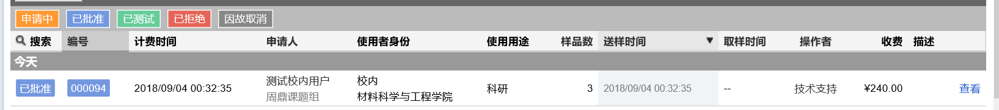 申请中 已批准 已测试 已拒绝 因故取消
搜索 编号 计费时间 申请人 使用者身份 使用用途 样品数 送样时间 ▼ 取样时间 操作者 收费 描述
今天
已批准 000094 2018/09/04 00:32:35 测试校内用户 校内 科研 3 2018/09/04 00:32:35 -- 技术支持 ¥240.00 查看
周鼎课题组 材料科学与工程学院